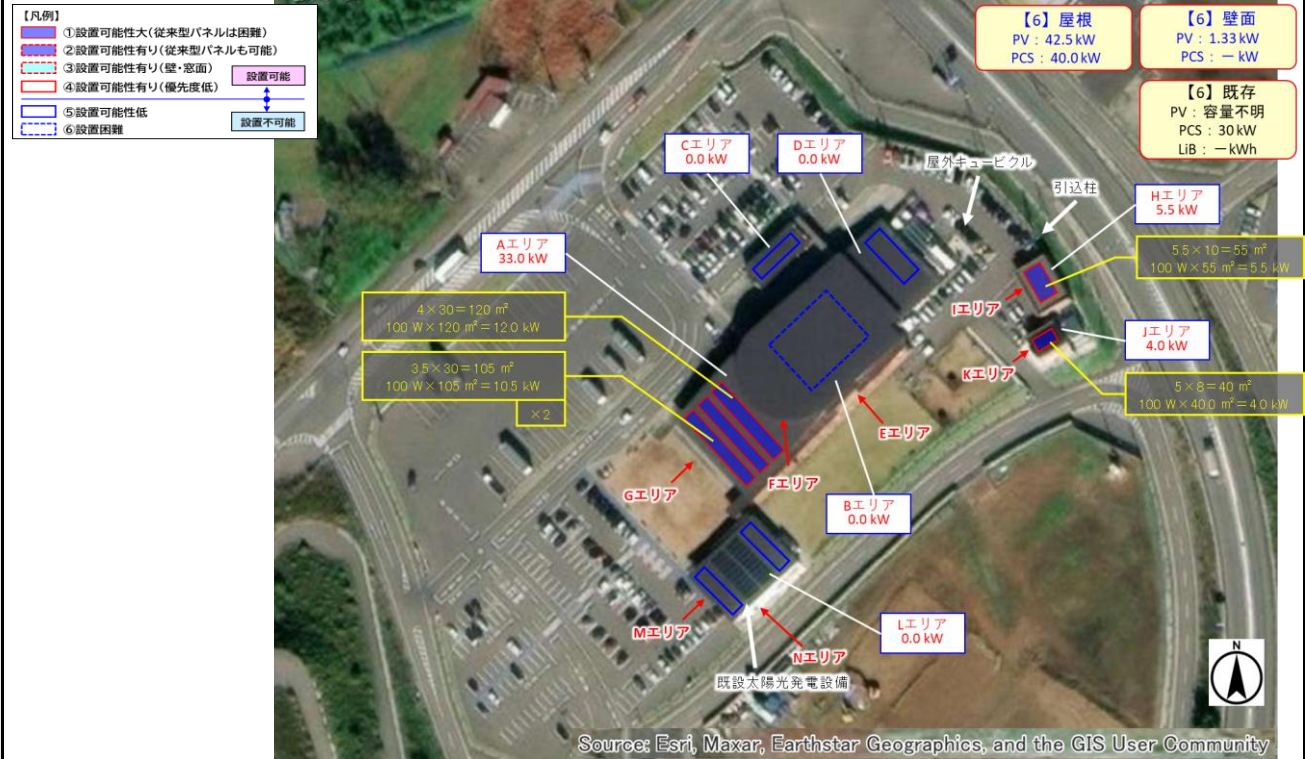 【凡例】
①設置可能性大(従来型パネルは困難)
②設置可能性有り(従来型パネルも可能)
③設置可能性有り(壁・窓面)
④設置可能性有り(優先度低)
⑤設置可能性低
⑥設置困難
設置可能
設置不可能
【6】屋根
PV : 42.5kW
PCS : 40.0kW
【6】壁面
PV : 1.33kW
PCS : ーkW
【6】既存
PV : 容量不明
PCS : 30kW
LiB : ーkWh
Cエリア
0.0 kW
Dエリア
0.0 kW
屋外キュービクル
引込柱
Hエリア
5.5 kW
Aエリア
33.0 kW
5.5×10=55 ㎡
100 W×55 ㎡=5.5 kW
Iエリア
4×30=120 ㎡
100 W×120 ㎡=12.0 kW
Jエリア
4.0 kW
Kエリア
3.5×30=105 ㎡
100 W×105 ㎡=10.5 kW
×2
5×8=40 ㎡
100 W×40.0 ㎡=4.0 kW
Eエリア
Gエリア
Fエリア
Bエリア
0.0 kW
Mエリア
Nエリア
Lエリア
0.0 kW
既設太陽光発電設備
N
Source: Esri, Maxar, Earthstar Geographics, and the GIS User Community